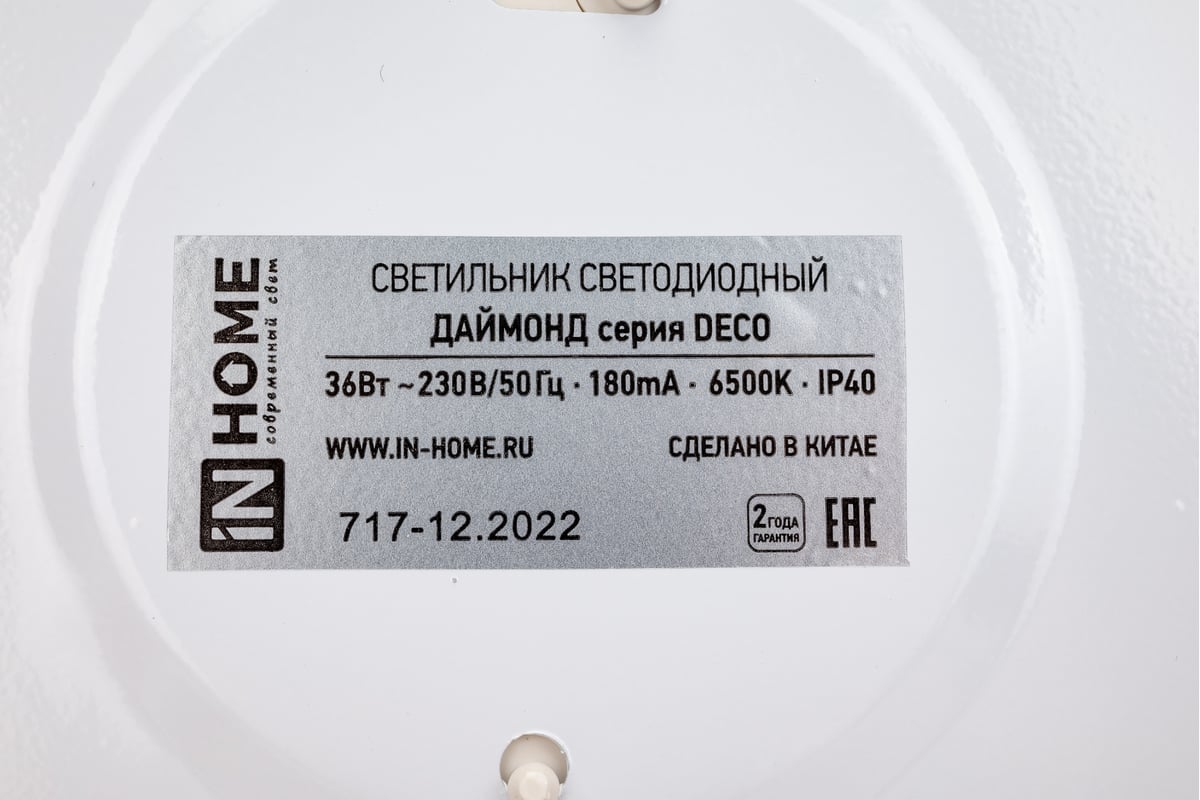 СВЕТИЛЬНИК СВЕТОДИОДНЫЙ
ДАЙМОНД серия DECO
36Вт ~230В/50Гц · 180mA · 6500K · IP40
WWW.IN-HOME.RU
СДЕЛАНО В КИТАЕ
717-12.2022
2 ГОДА
ГАРАНТИЯ
EAC
IN HOME
современный свет